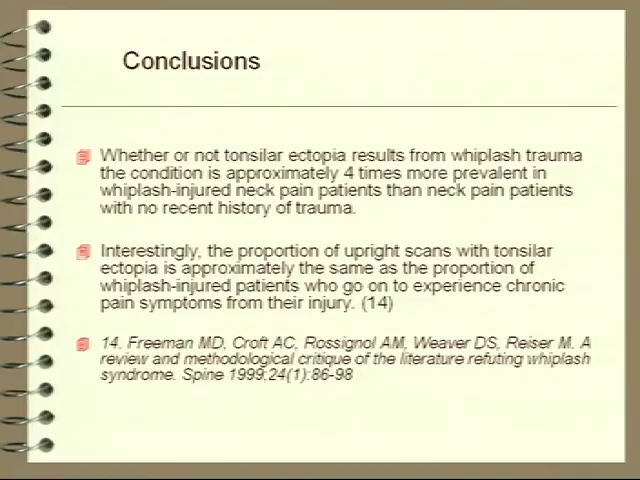 Conclusions
Whether or not tonsilar ectopia results from whiplash trauma
the condition is approximately 4 times more prevalent in
whiplash-injured neck pain patients than neck pain patients
with no recent history of trauma.
Interestingly, the proportion of upright scans with tonsilar
ectopia is approximately the same as the proportion of
whiplash-injured patients who go on to experience chronic
pain symptoms from their injury. (14)
14. Freeman MD, Croft AC, Rossignol AM, Weaver DS, Reiser M. A
review and methodological critique of the literature refuting whiplash
syndrome. Spine 1999;24(1):86-98